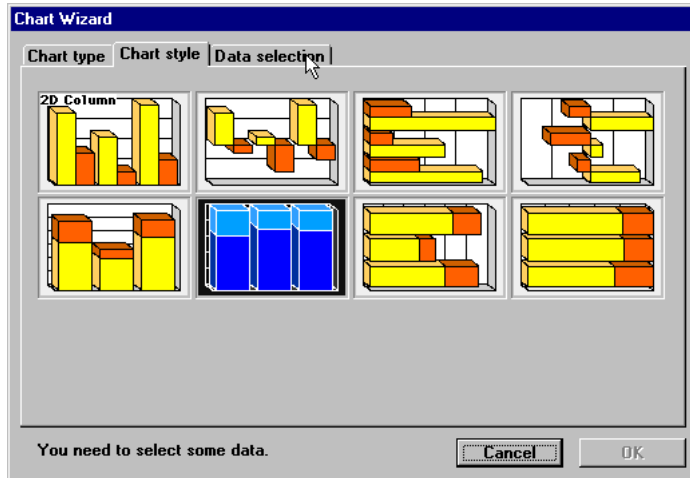 Chart Wizard
Chart type Chart style Data selection
2D Column
You need to select some data. Cancel OK